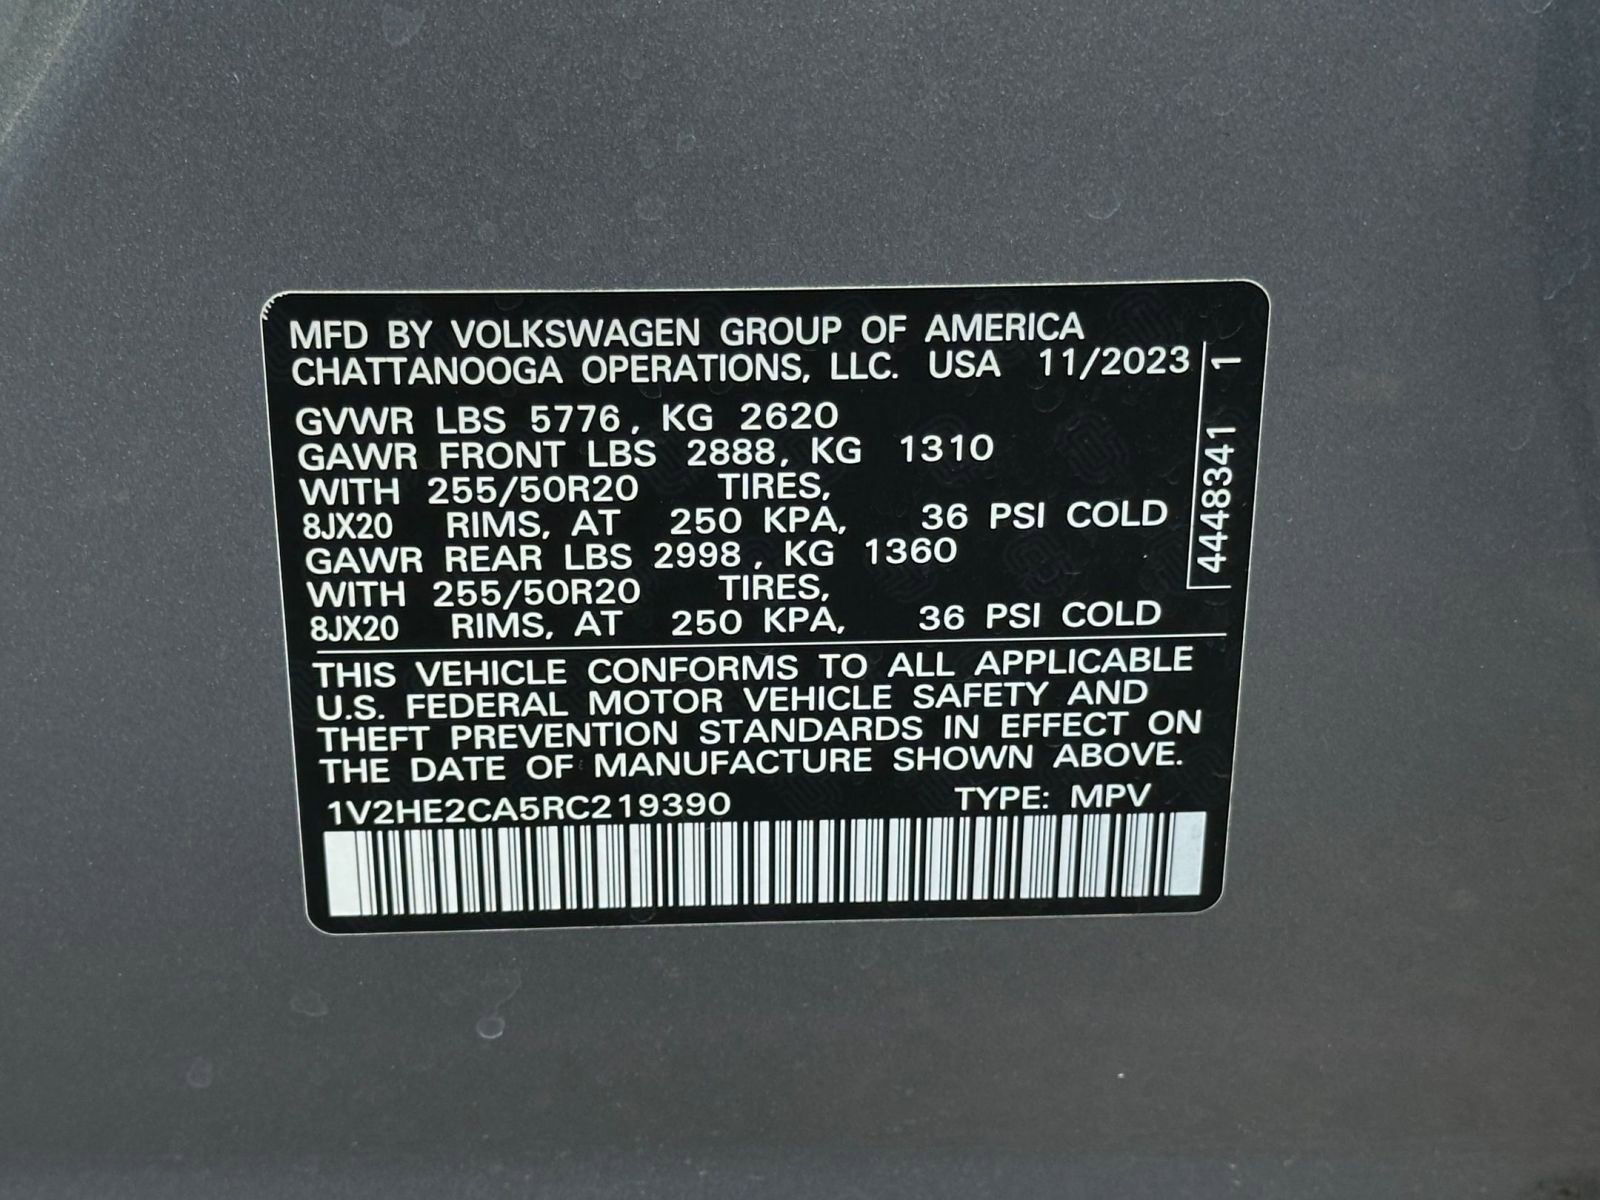 MFD BY VOLKSWAGEN GROUP OF AMERICA
CHATTANOOGA OPERATIONS, LLC. USA 11/2023
GVWR LBS 5776, KG 2620
GAWR FRONT LBS 2888, KG 1310
WITH 255/50R20 TIRES,
8JX20 RIMS, AT 250 KPA, 36 PSI COLD
GAWR REAR LBS 2998, KG 1360
WITH 255/50R20 TIRES,
8JX20 RIMS, AT 250 KPA, 36 PSI COLD
4448341 1
THIS VEHICLE CONFORMS TO ALL APPLICABLE
U.S. FEDERAL MOTOR VEHICLE SAFETY AND
THEFT PREVENTION STANDARDS IN EFFECT ON
THE DATE OF MANUFACTURE SHOWN ABOVE.
1V2HE2CA5RC219390 TYPE: MPV